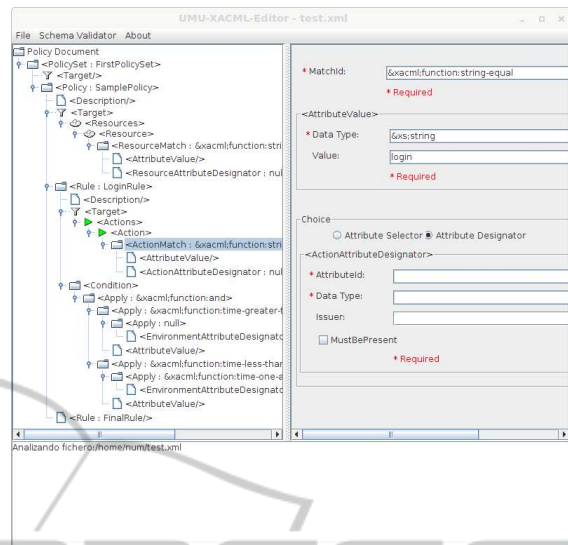 UMU-XACML-Editor - test.xml
File Schema Validator About
Policy Document
<PolicySet : FirstPolicySet>
<Target/>
<Policy : SamplePolicy>
<Description/>
<Target>
<Resources>
<Resource>
<ResourceMatch : &xacml;function:stri
<AttributeValue/>
<ResourceAttributeDesignator : nul
<Rule : LoginRule>
<Description/>
<Target>
<Actions>
<Action>
<ActionMatch : &xacml;function:stri
<AttributeValue/>
<ActionAttributeDesignator : nul
<Condition>
<Apply : &xacml;function:and>
<Apply : &xacml;function:time-greater-t
<Apply : null>
<EnvironmentAttributeDesignato
<AttributeValue/>
<Apply : &xacml;function:time-less-than
<Apply : &xacml;function:time-one-a
<EnvironmentAttributeDesignato
<AttributeValue/>
<Rule : FinalRule/>
* MatchId: &xacml;function:string-equal
* Required
<AttributeValue>
* Data Type: &xs;string
Value: login
* Required
Choice
Attribute Selector Attribute Designator
<ActionAttributeDesignator>
* AttributeId:
* Data Type:
Issuer:
MustBePresent
* Required
Analizando fichero:/home/num/test.xml